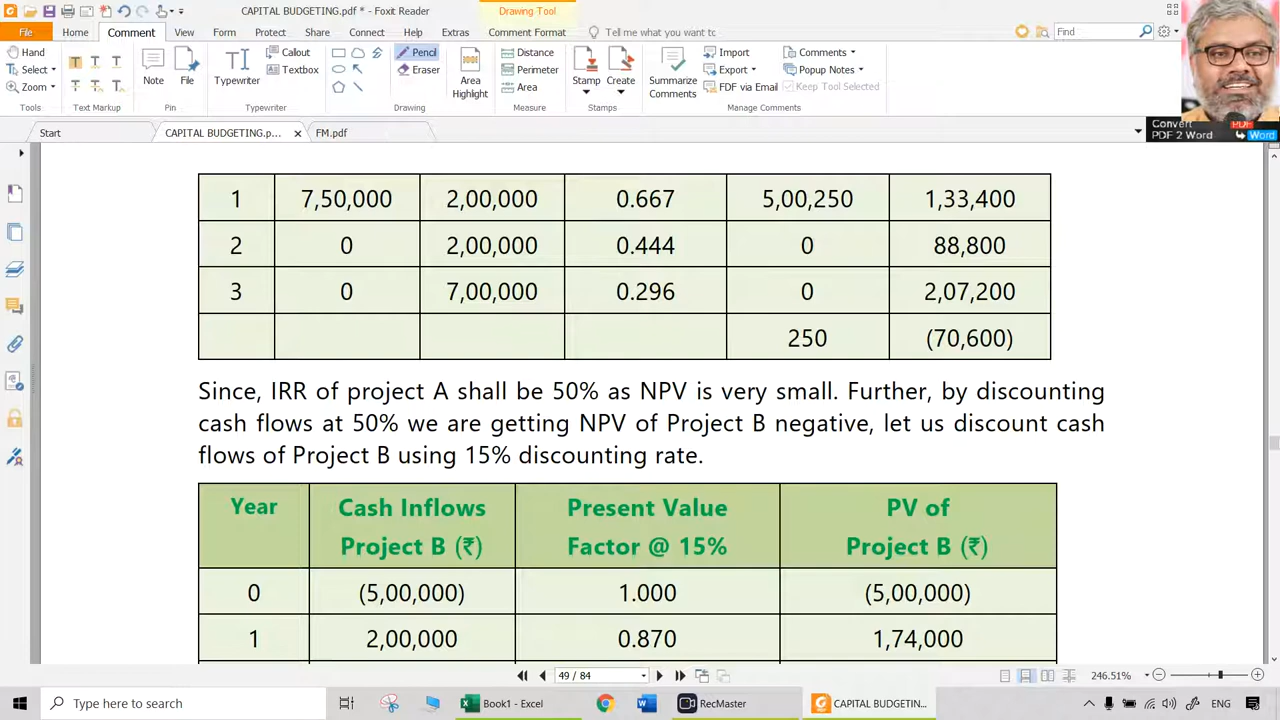 CAPITAL BUDGETING.pdf * - Foxit Reader
Drawing Tool
File Home Comment View Form Protect Share Connect Help Extras Comment Format Tell me what you want tc Find
Hand
Select
Zoom
Tools
Text Markup
Note
File
Pin
Typewriter
Callout
Textbox
Typewriter
Pencil
Eraser
Drawing
Area
Highlight
Distance
Perimeter
Area
Measure
Stamp
Create
Stamps
Summarize
Comments
Import
Export
FDF via Email
Comments
Popup Notes
Keep Tool Selected
Manage Comments
Start CAPITAL BUDGETING.p... FM.pdf
Convert
PDF 2 Word
PDF
Word
1 7,50,000 2,00,000 0.667 5,00,250 1,33,400
2 0 2,00,000 0.444 0 88,800
3 0 7,00,000 0.296 0 2,07,200
250 (70,600)
Since, IRR of project A shall be 50% as NPV is very small. Further, by discounting
cash flows at 50% we are getting NPV of Project B negative, let us discount cash
flows of Project B using 15% discounting rate.
Year Cash Inflows Project B (₹) Present Value Factor @ 15% PV of Project B (₹)
0 (5,00,000) 1.000 (5,00,000)
1 2,00,000 0.870 1,74,000
49 / 84
246.51%
Type here to search
Book1 - Excel
RecMaster
CAPITAL BUDGETIN...
ENG